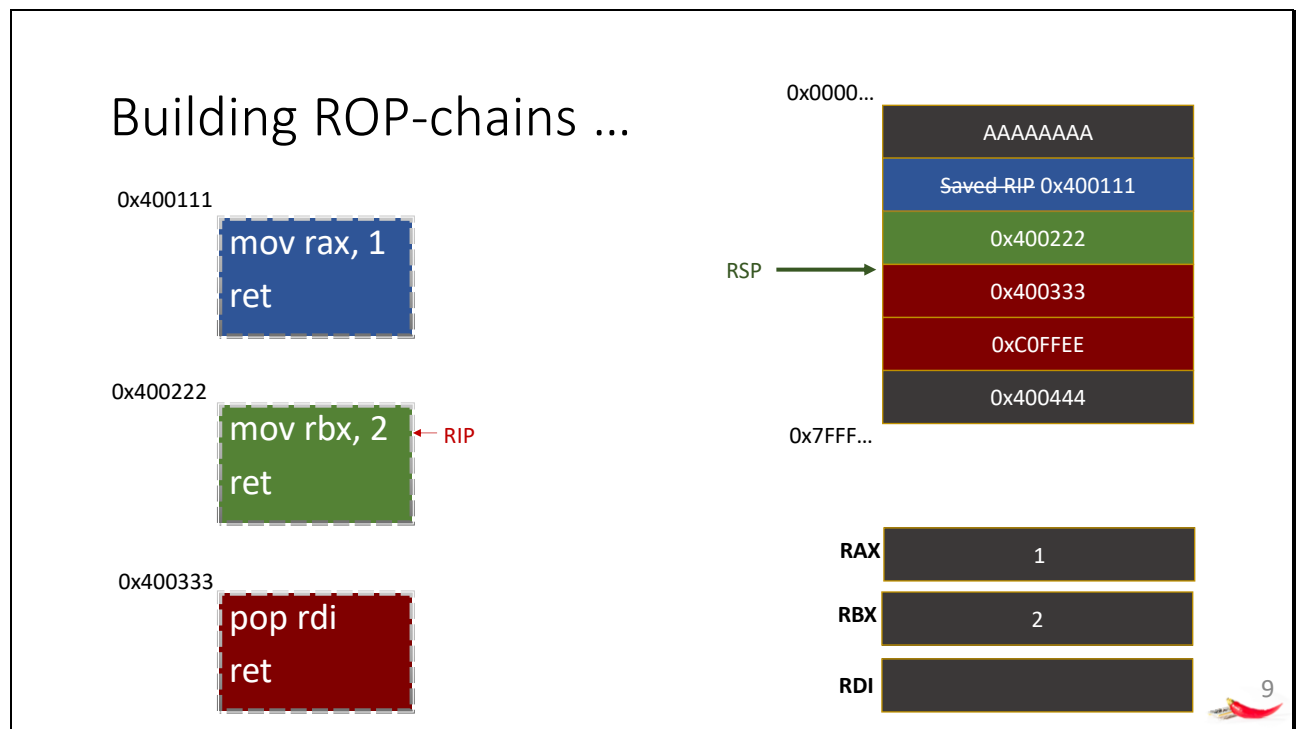 Building ROP-chains ...
0x400111
mov rax, 1
ret
0x400222
mov rbx, 2
ret
RIP
0x400333
pop rdi
ret
0x0000...
AAAAAAAA
Saved RIP 0x400111
0x400222
RSP
0x400333
0xC0FFEE
0x400444
0x7FFF...
RAX
1
RBX
2
RDI
9